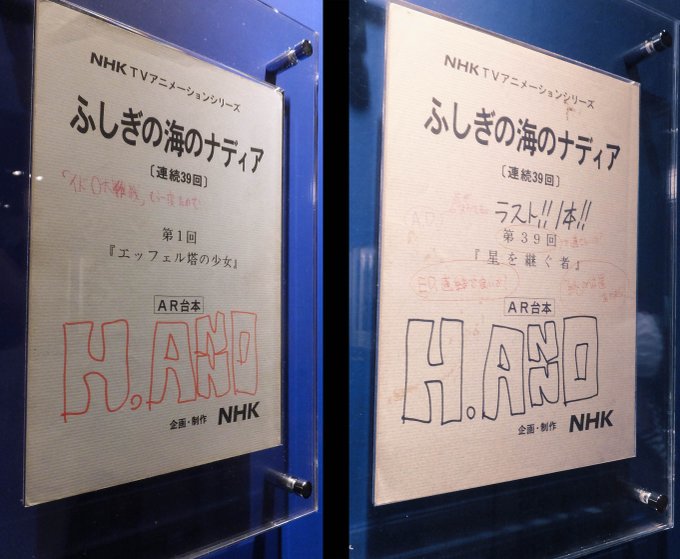 NHK TVアニメーションシリーズ
ふしぎの海のナディア
〔連続39回〕
第1回
『エッフェル塔の少女』
AR台本
H.ANNO
企画・制作 NHK
NHK TVアニメーションシリーズ
ふしぎの海のナディア
〔連続39回〕
ラスト!! 1本!!
第39回
『星を継ぐ者』
AR台本
H.ANNO
企画・制作 NHK